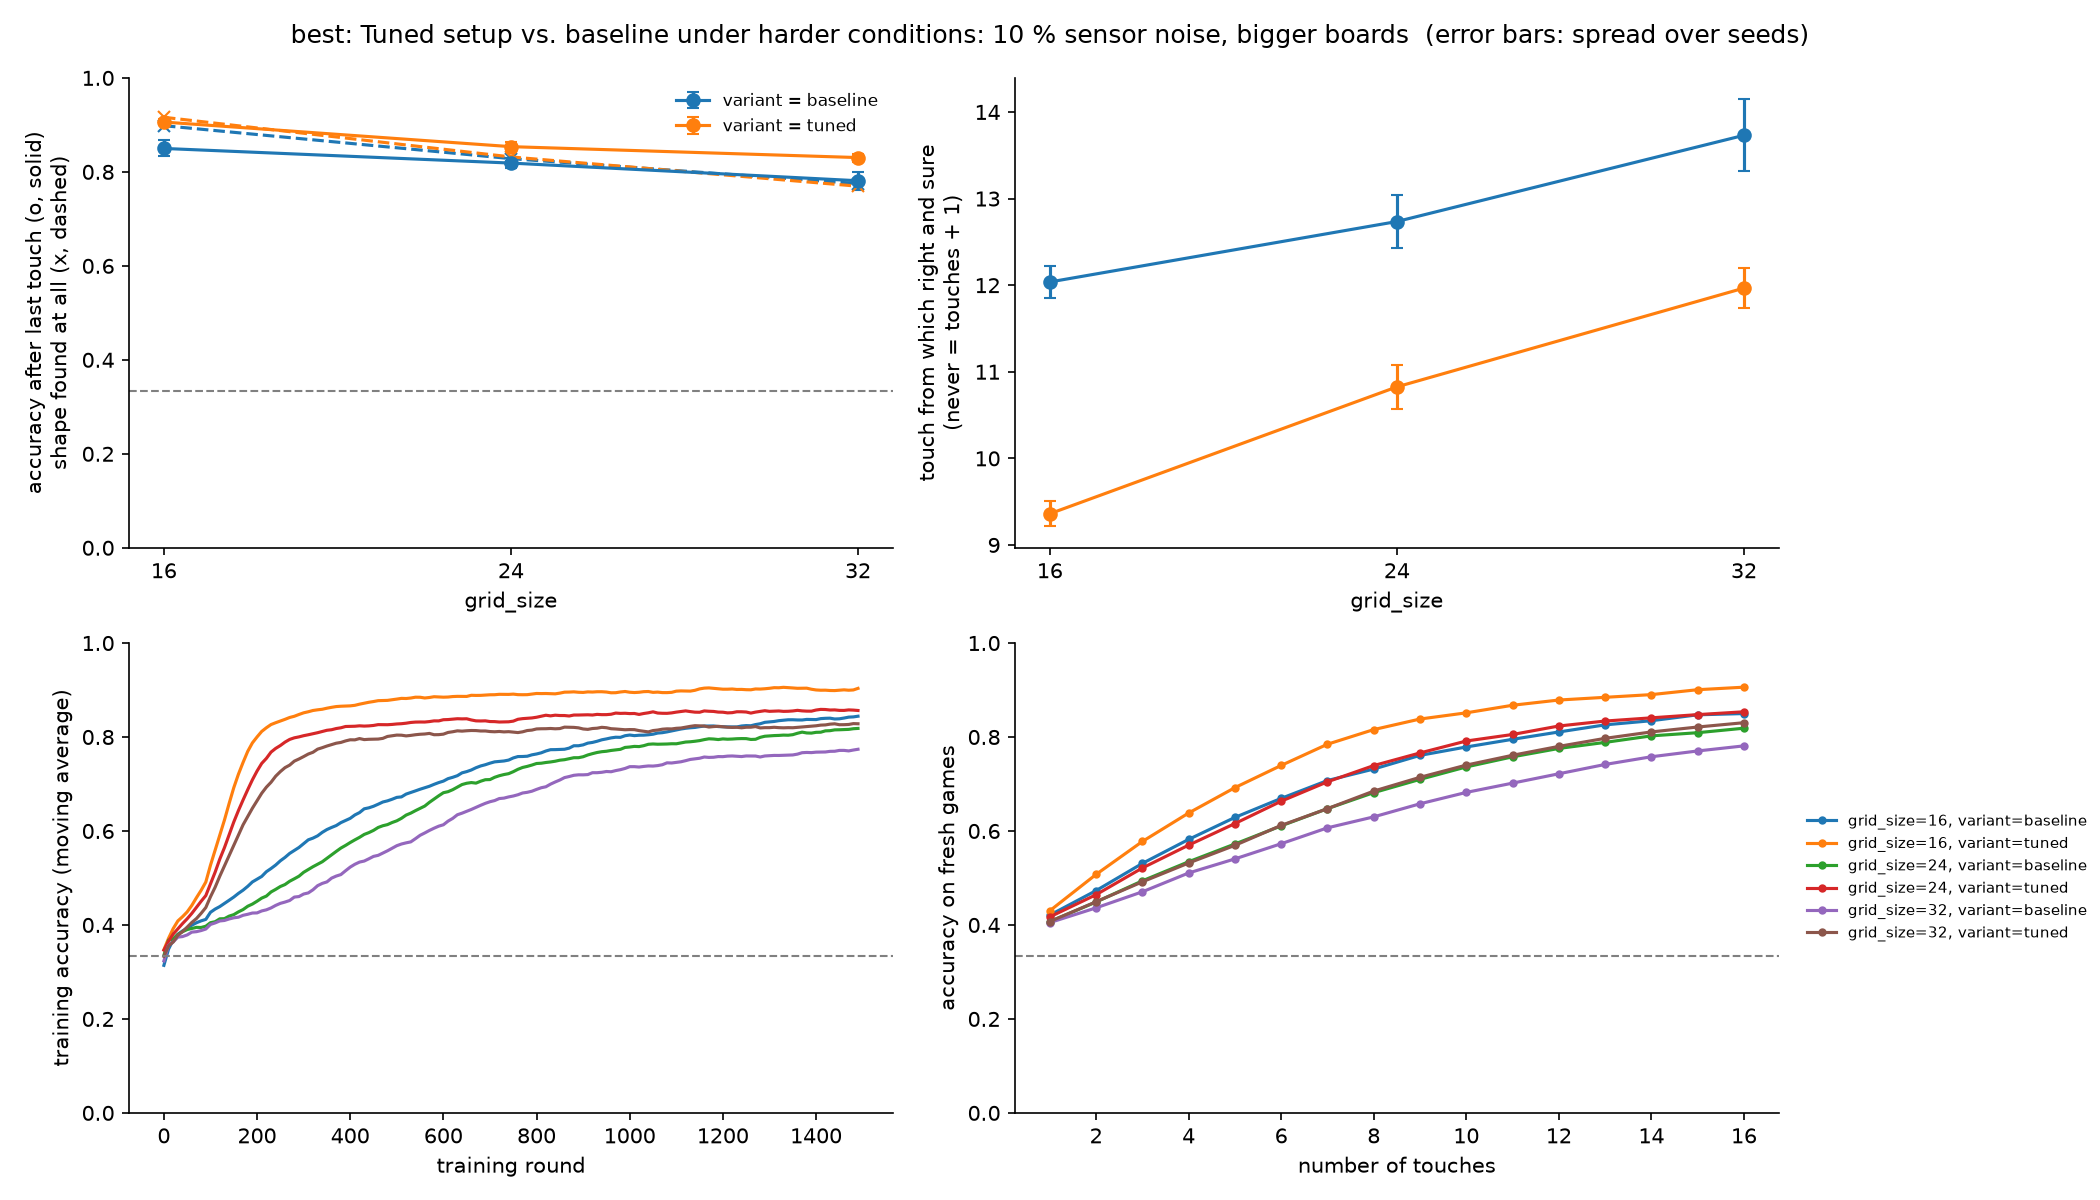 best: Tuned setup vs. baseline under harder conditions: 10 % sensor noise, bigger boards  (error bars: spread over seeds)
accuracy after last touch (o, solid)
shape found at all (x, dashed)
1.0
0.8
0.6
0.4
0.2
0.0
variant = baseline
variant = tuned
16
24
32
grid_size
touch from which right and sure
(never = touches + 1)
14
13
12
11
10
9
16
24
32
grid_size
training accuracy (moving average)
1.0
0.8
0.6
0.4
0.2
0.0
0
200
400
600
800
1000
1200
1400
training round
accuracy on fresh games
1.0
0.8
0.6
0.4
0.2
0.0
2
4
6
8
10
12
14
16
number of touches
grid_size=16, variant=baseline
grid_size=16, variant=tuned
grid_size=24, variant=baseline
grid_size=24, variant=tuned
grid_size=32, variant=baseline
grid_size=32, variant=tuned